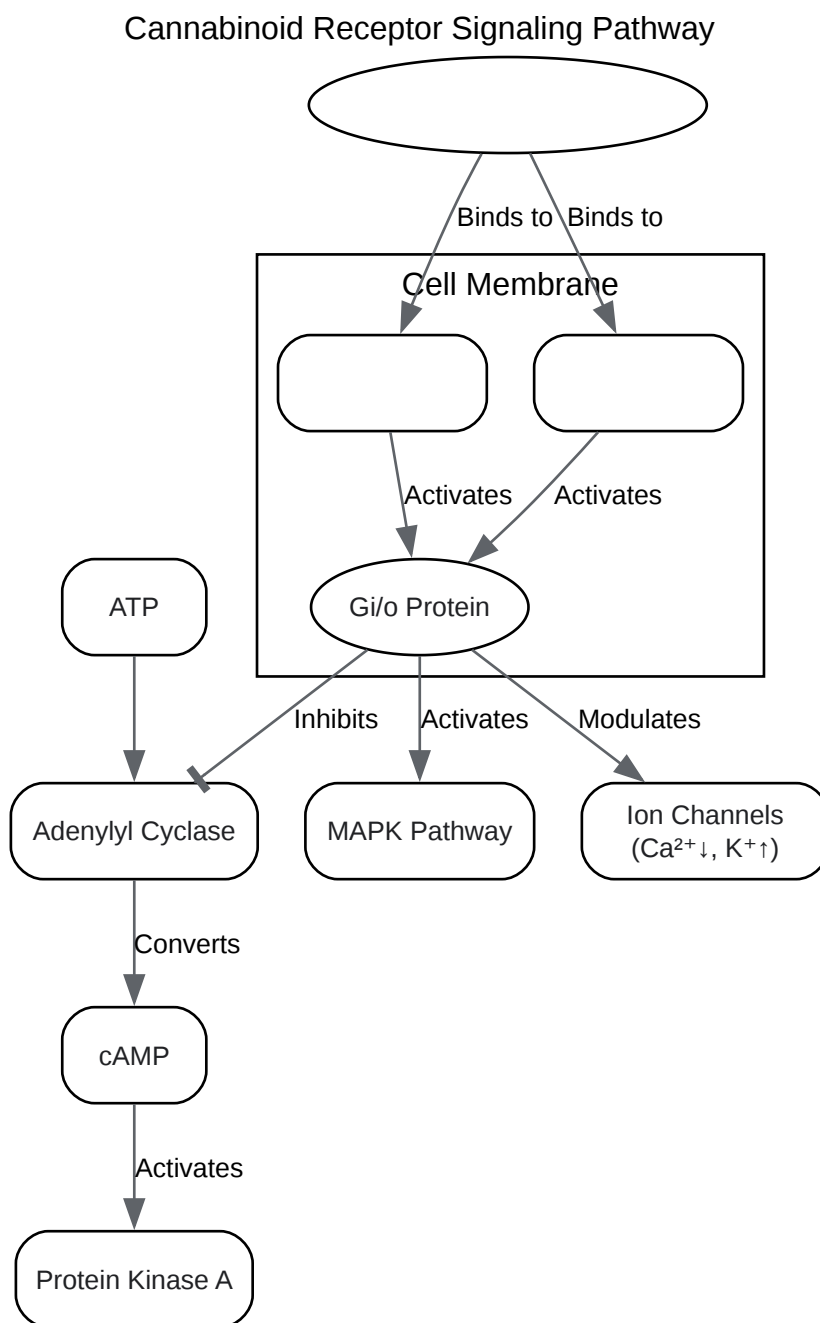 Cannabinoid Receptor Signaling Pathway
Binds to
Binds to
Cell Membrane
Activates
Activates
ATP
Gi/o Protein
Inhibits
Activates
Modulates
Adenylyl Cyclase
MAPK Pathway
Ion Channels
(Ca²⁺↓, K⁺↑)
Converts
cAMP
Activates
Protein Kinase A